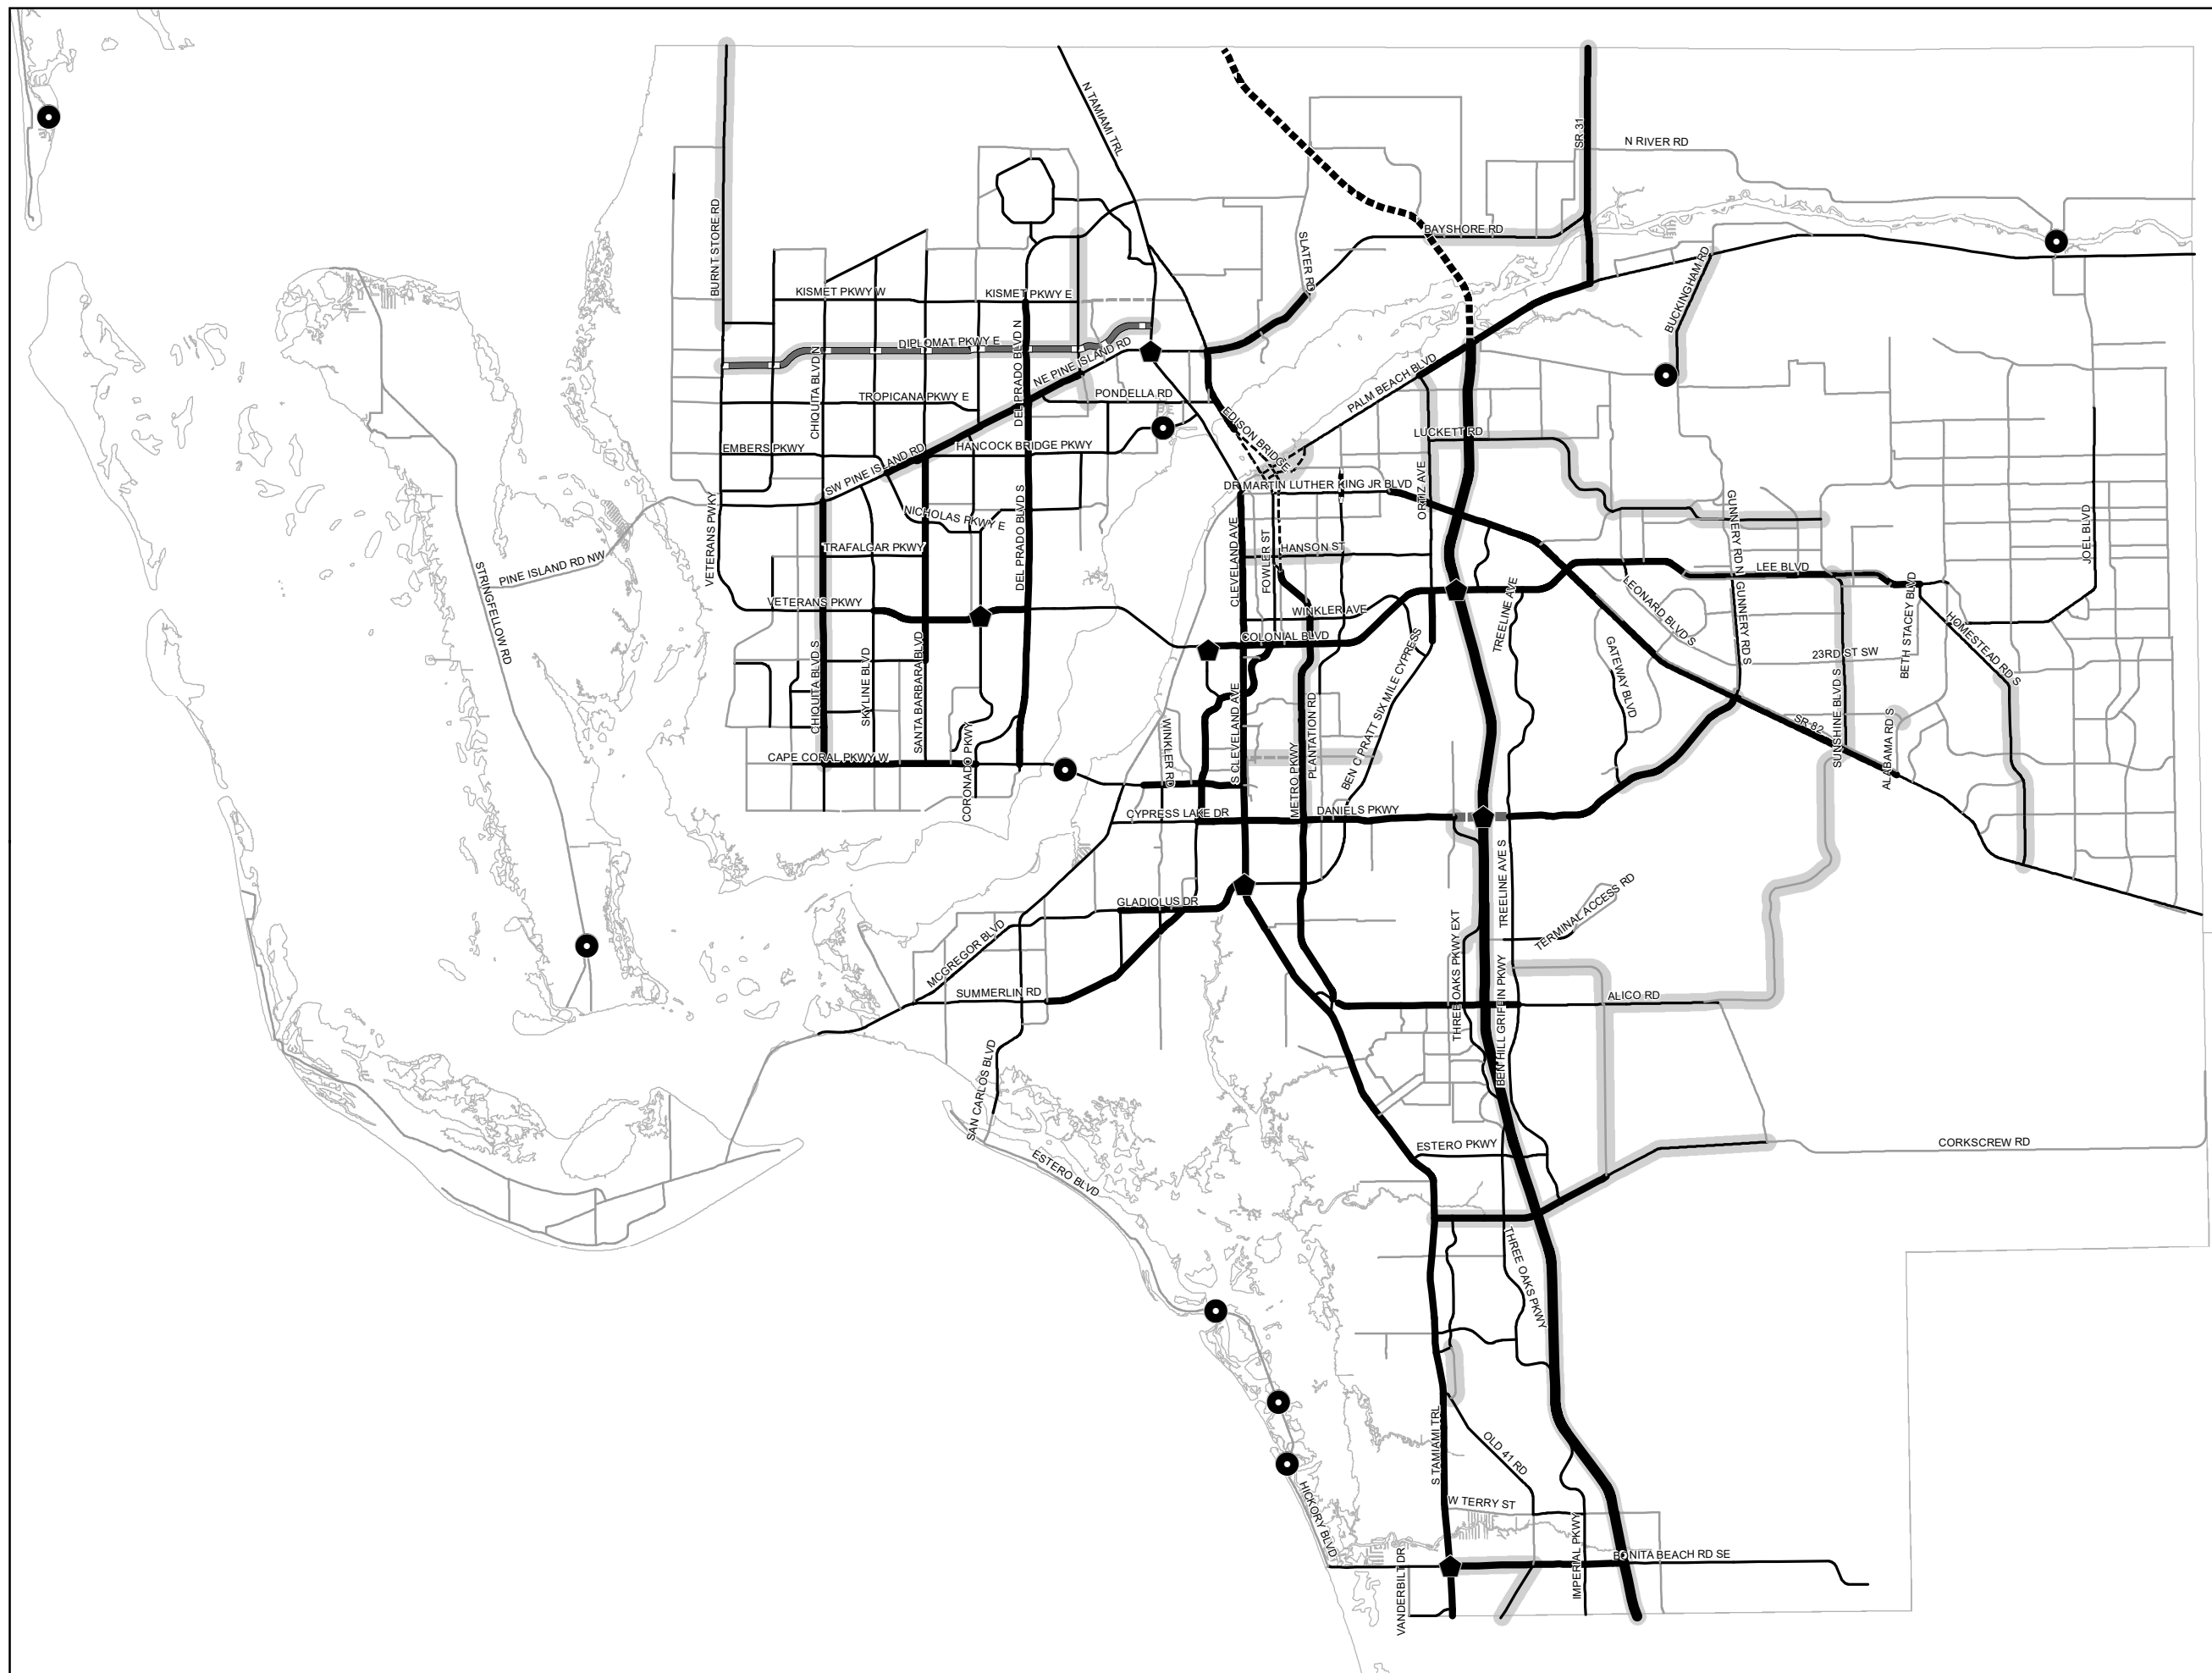 N TAMIAMI TRL
SR 31
N RIVER RD
BURNT STORE RD
SLATER RD
BAYSHORE RD
BUCKINGHAM RD
KISMET PKWY W
KISMET PKWY E
DIPLOMAT PKWY E
CHIQUITA BLVD N
DEL PRADO BLVD N
NE PINE ISLAND RD
PALM BEACH BLVD
TROPICANA PKWY E
PONDELLA RD
EDISON BRIDGE
LUCKETT RD
EMBERS PKWY
SW PINE ISLAND RD
HANCOCK BRIDGE PKWY
DR MARTIN LUTHER KING JR BLVD
ORTIZ AVE
VETERANS PWKY
NICHOLAS PKWY E
DEL PRADO BLVD S
GUNNERY RD N
JOEL BLVD
CLEVELAND AVE
FOWLER ST
HANSON ST
TRAFALGAR PKWY
PINE ISLAND RD NW
STRINGFELLOW RD
LEE BLVD
LEONARD BLVD S
BETH STACEY BLVD
VETERANS PKWY
WINKLER AVE
TREELINE AVE
COLONIAL BLVD
GUNNERY RD S
HOMESTEAD RD S
23RD ST SW
GATEWAY BLVD
CHIQUITA BLVD S
SKYLINE BLVD
SANTA BARBARA BLVD
CORONADO PKWY
WINKLER RD
S CLEVELAND AVE
METRO PKWY
PLANTATION RD
BEN C PRATT SIX MILE CYPRESS
SUNSHINE BLVD S
SR 82
ALABAMA RD S
CAPE CORAL PKWY W
CYPRESS LAKE DR
DANIELS PKWY
TREELINE AVE S
GLADIOLUS DR
TERMINAL ACCESS RD
MCGREGOR BLVD
THREE OAKS PKWY EXT
SUMMERLIN RD
BEN HILL GRIFFIN PKWY
ALICO RD
SAN CARLOS BLVD
ESTERO PKWY
CORKSCREW RD
ESTERO BLVD
THREE OAKS PKWY
S TAMIAMI TRL
OLD 41 RD
HICKORY BLVD
W TERRY ST
IMPERIAL PKWY
BONITA BEACH RD SE
VANDERBILT DR